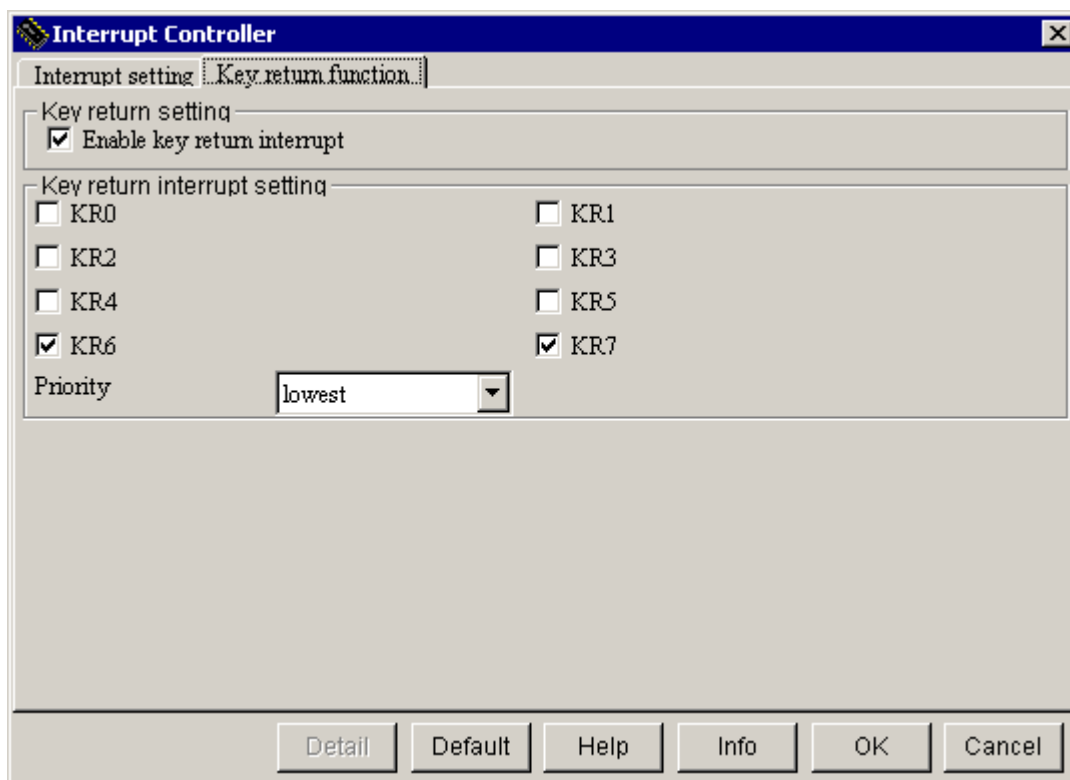 Interrupt Controller
Interrupt setting Key return function
Key return setting
Enable key return interrupt
Key return interrupt setting
KR0 KR1
KR2 KR3
KR4 KR5
KR6 KR7
Priority lowest
Detail Default Help Info OK Cancel